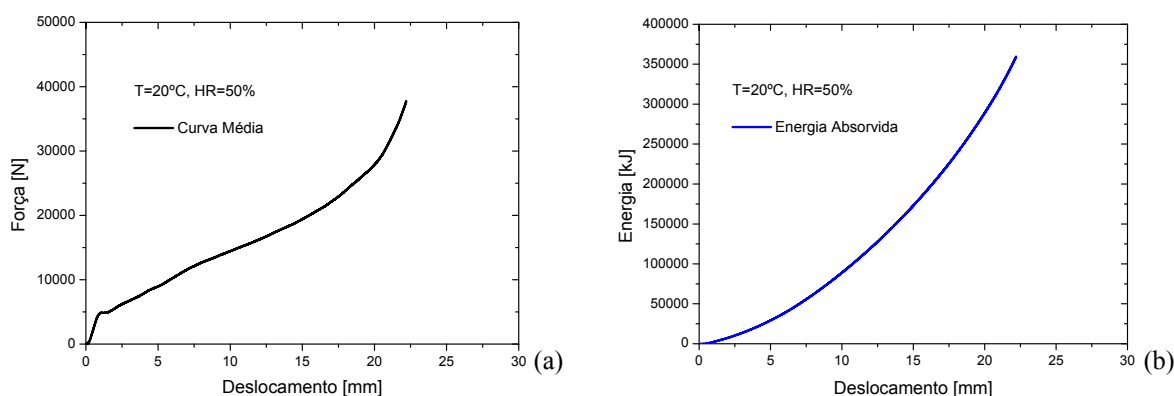 50000
40000
30000
20000
10000
0
Força [N]
T=20ºC, HR=50%
Curva Média
0 5 10 15 20 25 30
Deslocamento [mm]
(a)
400000
350000
300000
250000
200000
150000
100000
50000
0
Energia [kJ]
T=20ºC, HR=50%
Energia Absorvida
0 5 10 15 20 25 30
Deslocamento [mm]
(b)